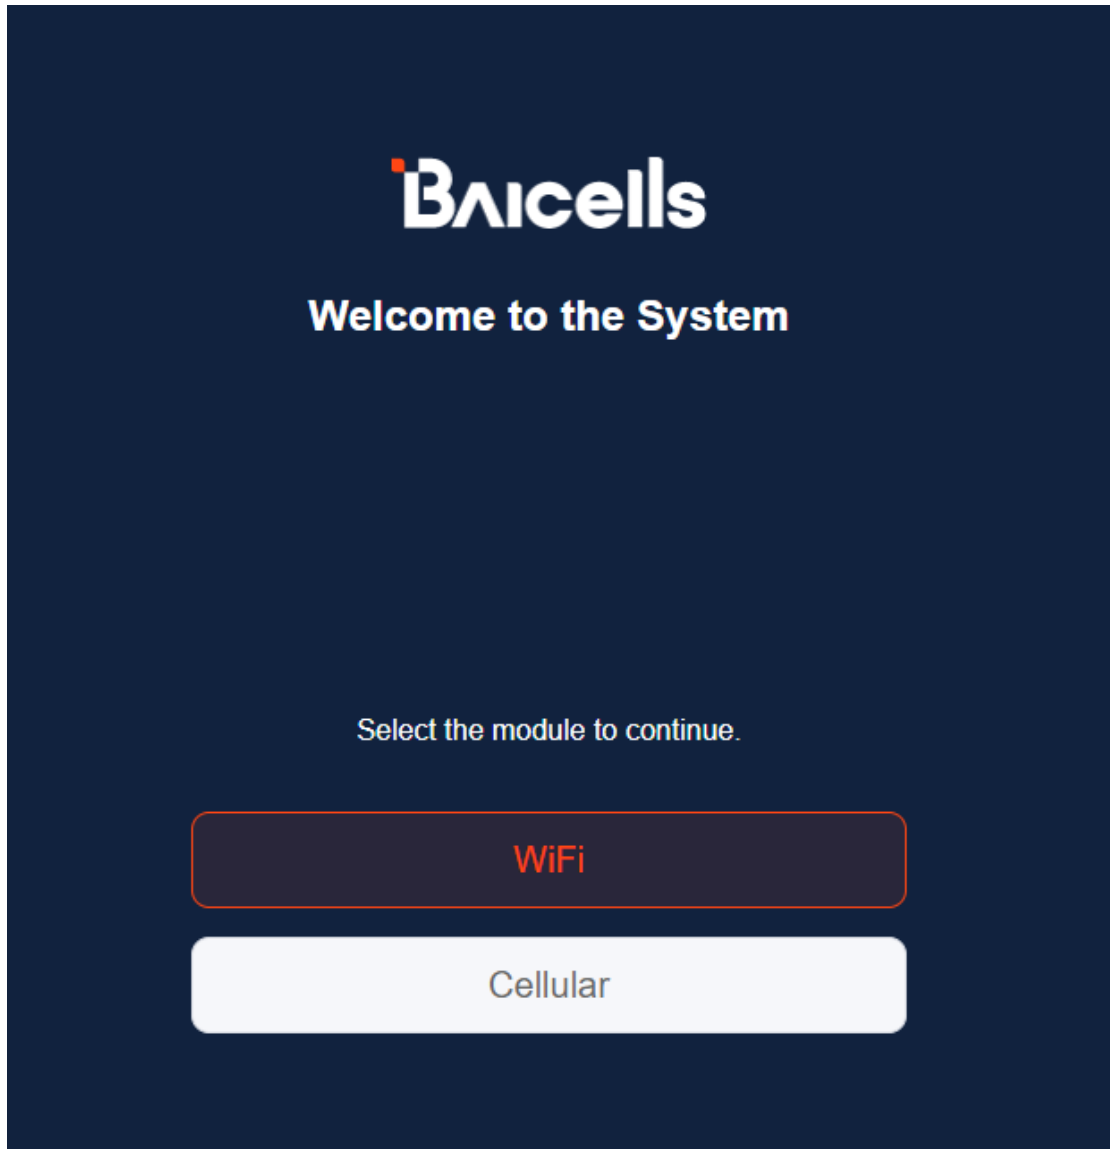 Baicells
Welcome to the System
Select the module to continue.
WiFi
Cellular